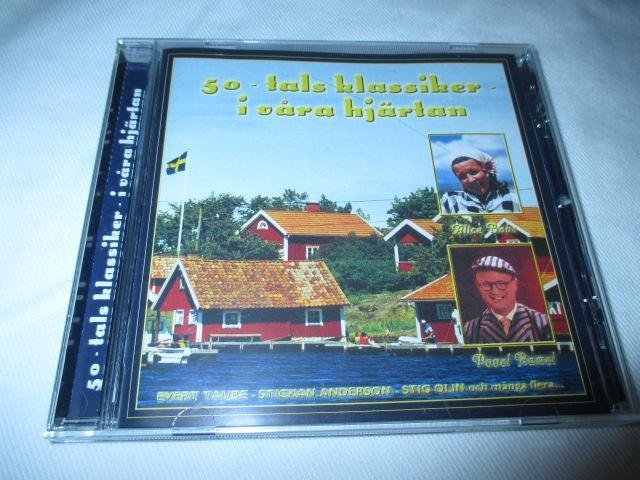 50 - tals klassiker - i våra hjärtan
50 - tals klassiker -
i våra hjärtan
Alice Babs
Povel Ramel
EVERT TAUBE - STICKAN ANDERSON - STIG OLIN och många flera...